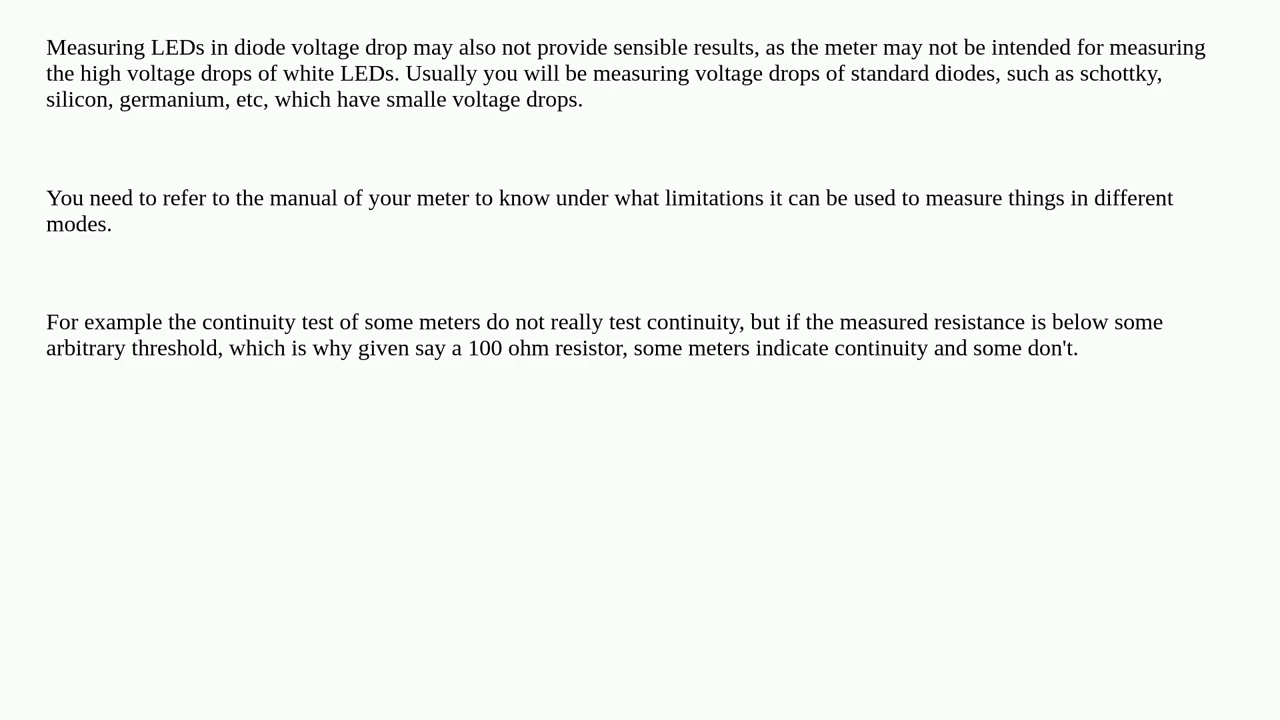 Measuring LEDs in diode voltage drop may also not provide sensible results, as the meter may not be intended for measuring
the high voltage drops of white LEDs. Usually you will be measuring voltage drops of standard diodes, such as schottky,
silicon, germanium, etc, which have smalle voltage drops.
You need to refer to the manual of your meter to know under what limitations it can be used to measure things in different
modes.
For example the continuity test of some meters do not really test continuity, but if the measured resistance is below some
arbitrary threshold, which is why given say a 100 ohm resistor, some meters indicate continuity and some don't.